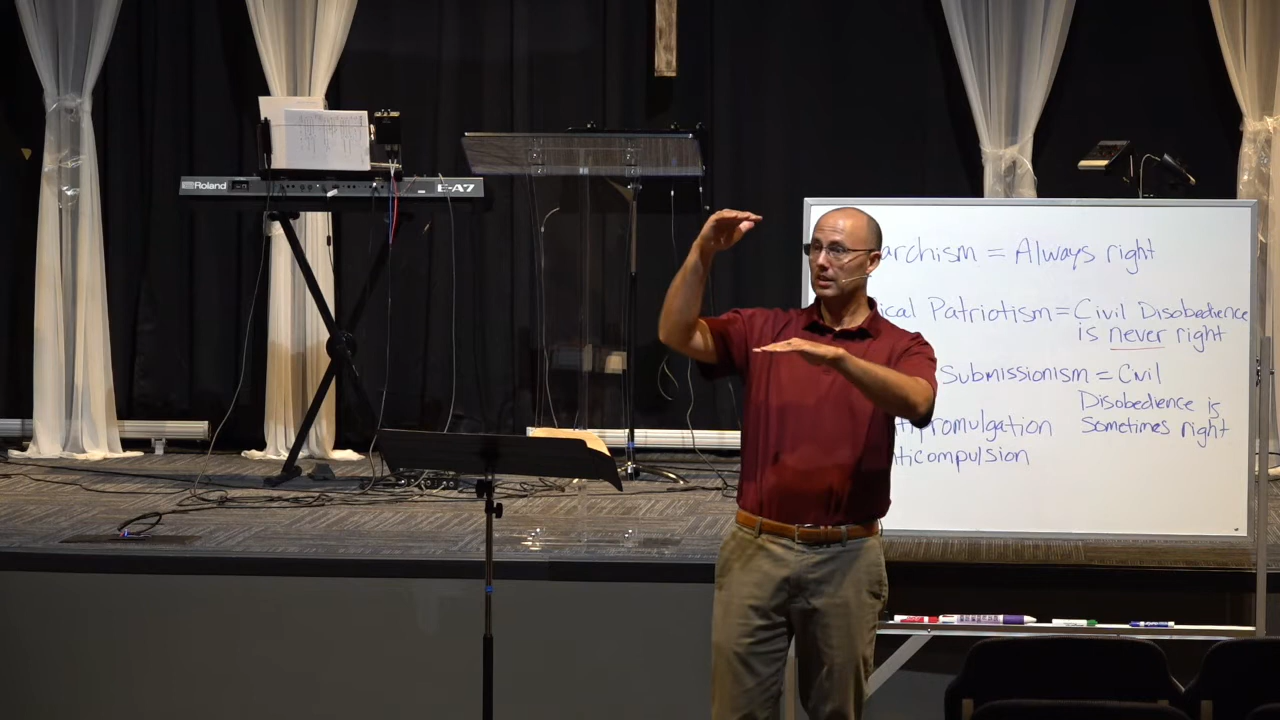 Roland
E-A7
archism = Always right
ical Patriotism = Civil Disobedience
is never right
Submissionism = Civil
Disobedience is
tipromulgation sometimes right
ticompulsion